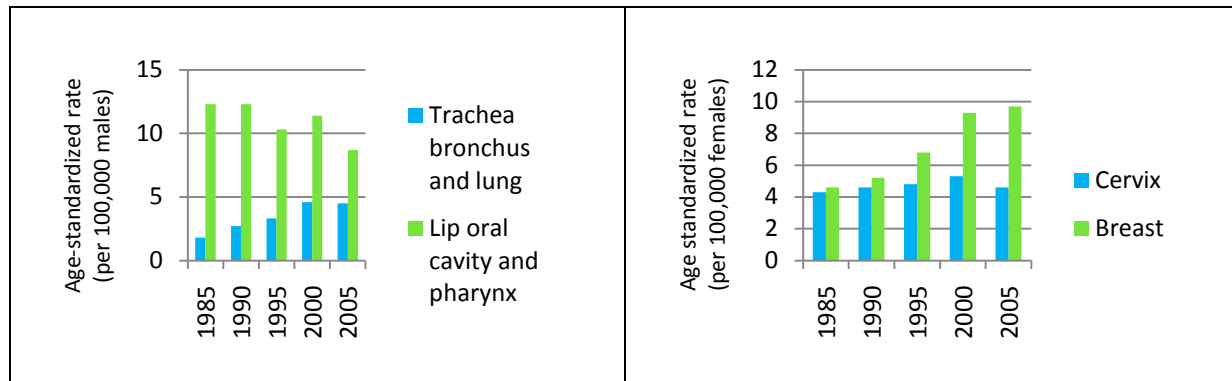 Age-standardized rate
(per 100,000 males)
15
10
5
0
1985
1990
1995
2000
2005
Trachea
bronchus
and lung
Lip oral
cavity and
pharynx
Age standardized rate
(per 100,000 females)
12
10
8
6
4
2
0
1985
1990
1995
2000
2005
Cervix
Breast